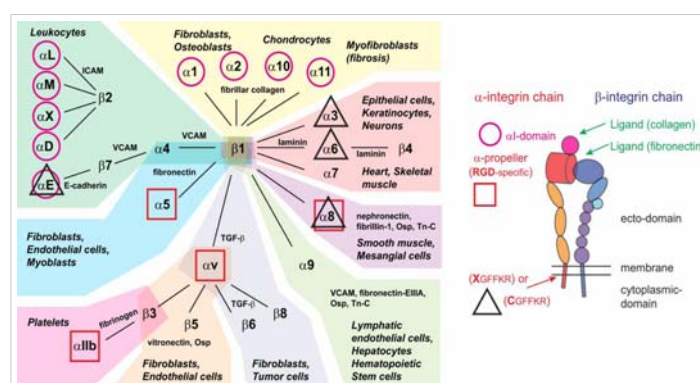 Leukocytes
αL
αM
αX
αD
αE
ICAM
β2
VCAM
β7
E-cadherin
Fibroblasts,
Osteoblasts
Chondrocytes
Myofibroblasts
(fibrosis)
α1
α2
α10
α11
fibrillar collagen
α4
VCAM
β1
fibronectin
α5
Fibroblasts,
Endothelial cells,
Myoblasts
α3
α6
α7
laminin
laminin
β4
Epithelial cells,
Keratinocytes,
Neurons
Heart, Skeletal
muscle
α8
nephronectin,
fibrillin-1, Osp, Tn-C
Smooth muscle,
Mesangial cells
α9
VCAM, fibronectin-EIIIA,
Osp, Tn-C
Lymphatic
endothelial cells,
Hepatocytes
Hematopoietic
Stem cells
TGF-β
αv
Platelets
fibrinogen
αIIb
β3
β5
vitronectin, Osp
Fibroblasts,
Endothelial cells
TGF-β
β6
β8
Fibroblasts,
Tumor cells
α-integrin chain
β-integrin chain
αI-domain
α-propeller
(RGD-specific)
Ligand (collagen)
Ligand (fibronectin)
ecto-domain
membrane
cytoplasmic-
domain
(XGFFKR) or
(CGFFKR)